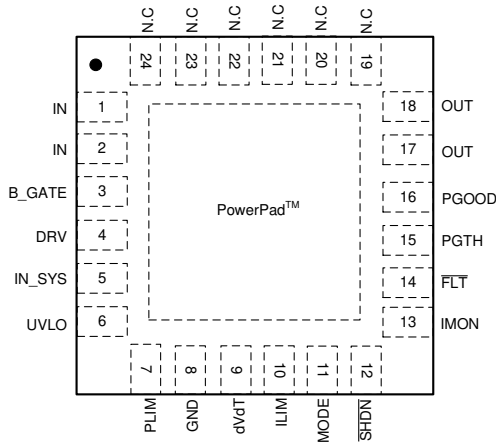 N.C N.C N.C N.C N.C N.C
24 23 22 21 20 19
IN 1
IN 2
B_GATE 3
DRV 4
IN_SYS 5
UVLO 6
PowerPad™
18 OUT
17 OUT
16 PGOOD
15 PGTH
14 FLT
13 IMON
7 8 9 10 11 12
PLIM GND dVdT ILIM MODE SHDN